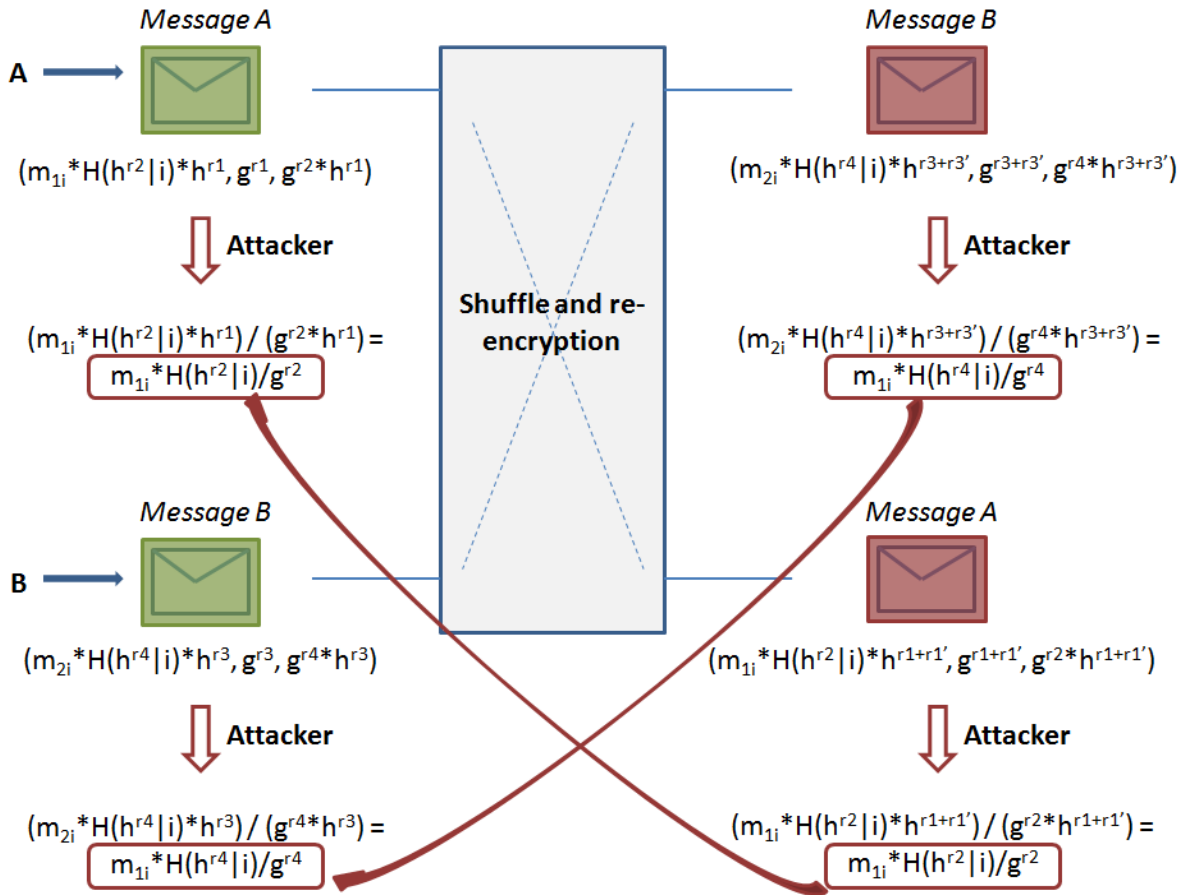 Message A
A
(m₁ᵢ*H(hʳ²|i)*hʳ¹, gʳ¹, gʳ²*hʳ¹)
Attacker
(m₁ᵢ*H(hʳ²|i)*hʳ¹)/(gʳ²*hʳ¹) =
m₁ᵢ*H(hʳ²|i)/gʳ²
Shuffle and re-
encryption
Message B
(m₂ᵢ*H(hʳ⁴|i)*hʳ³⁺ʳ³', gʳ³⁺ʳ³', gʳ⁴*hʳ³⁺ʳ³')
Attacker
(m₂ᵢ*H(hʳ⁴|i)*hʳ³⁺ʳ³')/(gʳ⁴*hʳ³⁺ʳ³') =
m₁ᵢ*H(hʳ⁴|i)/gʳ⁴
Message B
B
(m₂ᵢ*H(hʳ⁴|i)*hʳ³, gʳ³, gʳ⁴*hʳ³)
Attacker
(m₂ᵢ*H(hʳ⁴|i)*hʳ³)/(gʳ⁴*hʳ³) =
m₁ᵢ*H(hʳ⁴|i)/gʳ⁴
Message A
(m₁ᵢ*H(hʳ²|i)*hʳ¹⁺ʳ¹', gʳ¹⁺ʳ¹', gʳ²*hʳ¹⁺ʳ¹')
Attacker
(m₁ᵢ*H(hʳ²|i)*hʳ¹⁺ʳ¹')/(gʳ²*hʳ¹⁺ʳ¹') =
m₁ᵢ*H(hʳ²|i)/gʳ²